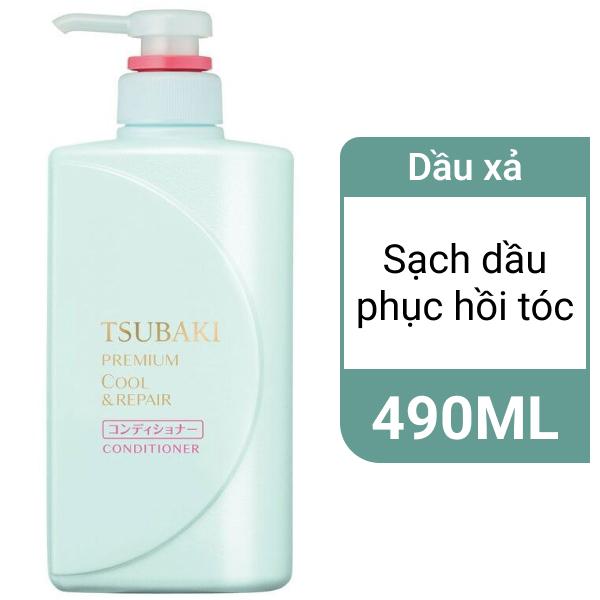 TSUBAKI
PREMIUM
COOL
& REPAIR
コンディショナー
CONDITIONER
Dầu xả
Sạch dầu
phục hồi tóc
490ML